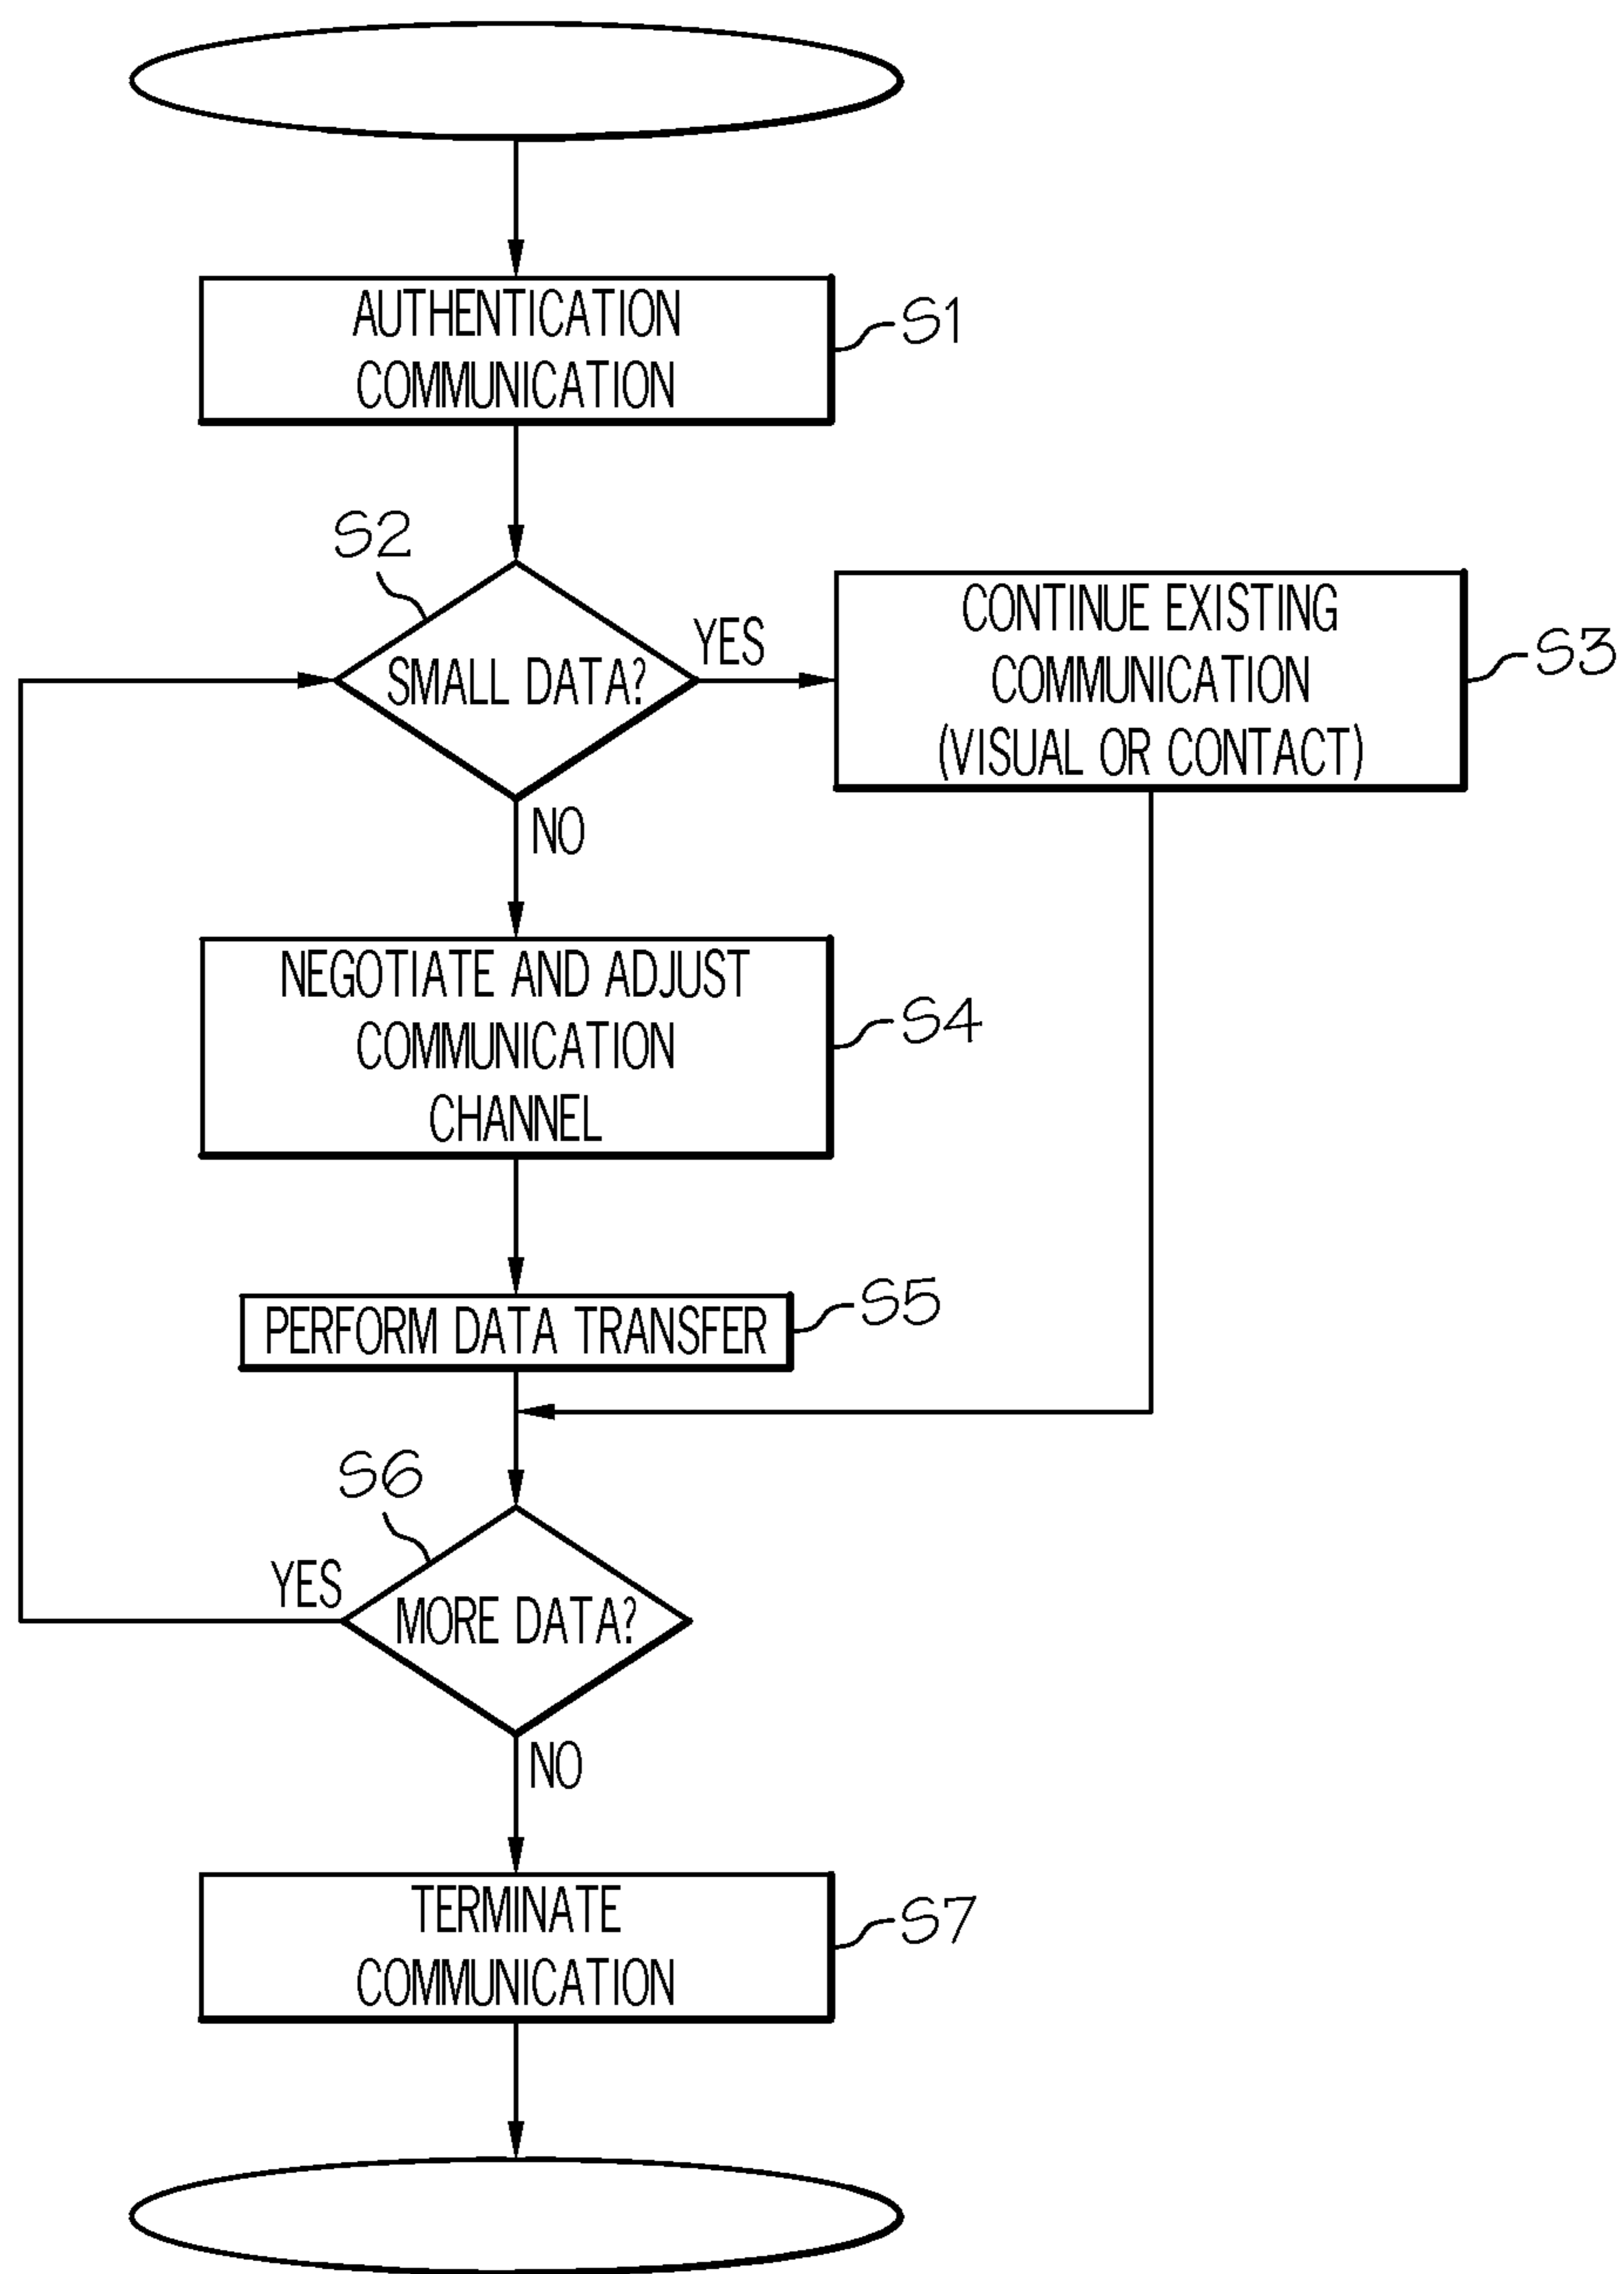 AUTHENTICATION
COMMUNICATION
S1
S2
SMALL DATA?
YES
CONTINUE EXISTING
COMMUNICATION
(VISUAL OR CONTACT)
S3
NO
NEGOTIATE AND ADJUST
COMMUNICATION
CHANNEL
S4
PERFORM DATA TRANSFER
S5
S6
YES
MORE DATA?
NO
TERMINATE
COMMUNICATION
S7